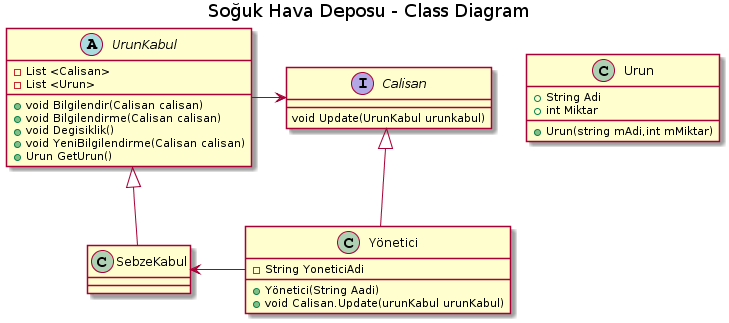 Soğuk Hava Deposu - Class Diagram
A UrunKabul
List <Calisan>
List <Urun>
void Bilgilendir(Calisan calisan)
void Bilgilendirme(Calisan calisan)
void Degisiklik()
void YeniBilgilendirme(Calisan calisan)
Urun GetUrun()
I Calisan
void Update(UrunKabul urunkabul)
C Urun
String Adi
int Miktar
Urun(string mAdi,int mMiktar)
C SebzeKabul
C Yönetici
String YoneticiAdi
Yönetici(String Aadi)
void Calisan.Update(urunKabul urunKabul)